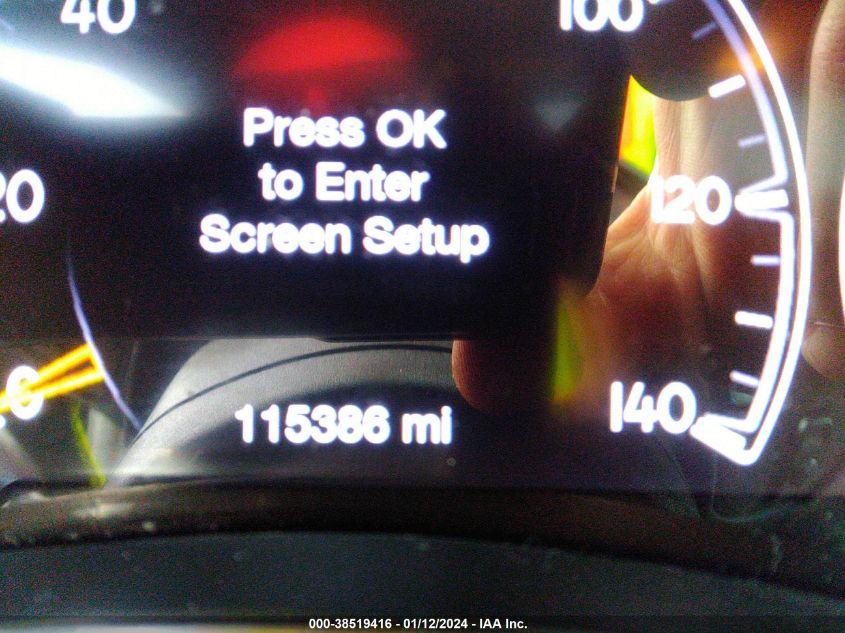 40
100
Press OK
to Enter
Screen Setup
20
120
0
115386 mi
140
000-38519416 - 01/12/2024 - IAA Inc.